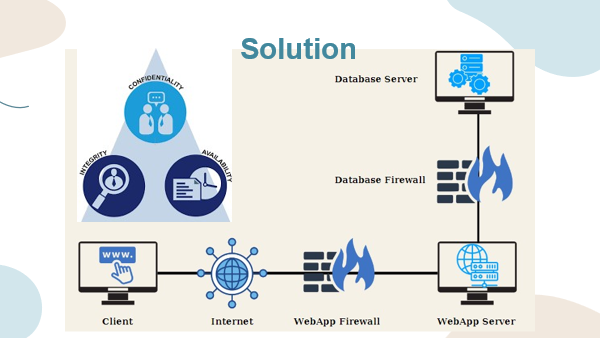 Solution
CONFIDENTIALITY
INTEGRITY
AVAILABILITY
Database Server
Database Firewall
www.
Client
Internet
WebApp Firewall
WebApp Server